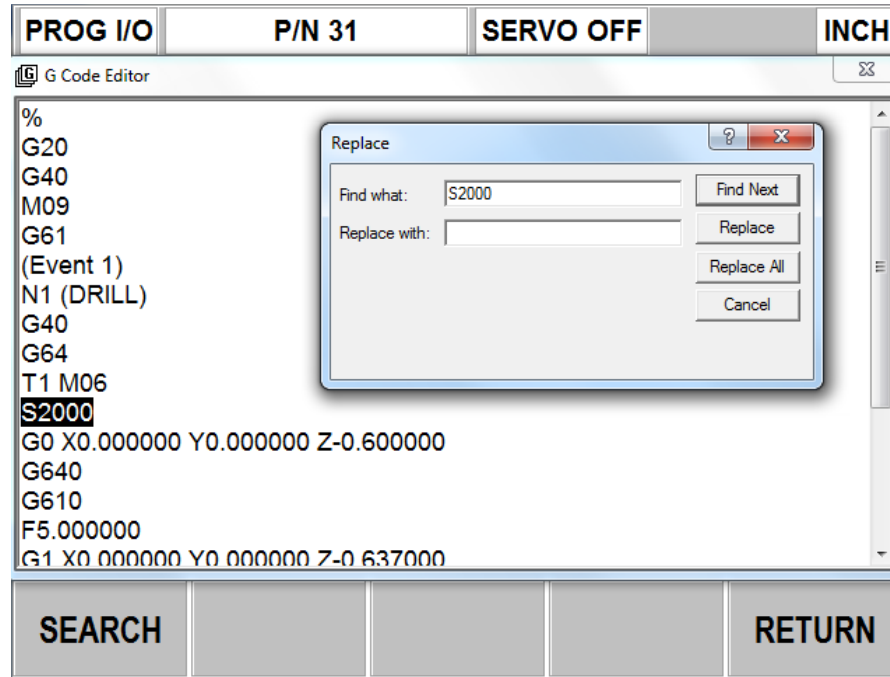 PROG I/O P/N 31 SERVO OFF INCH
G Code Editor
%
G20
G40
M09
G61
(Event 1)
N1 (DRILL)
G40
G64
T1 M06
S2000
G0 X0.000000 Y0.000000 Z-0.600000
G640
G610
F5.000000
G1 X0.000000 Y0.000000 Z-0.637000
Replace
Find what: S2000 Find Next
Replace with: Replace
Replace All
Cancel
SEARCH RETURN